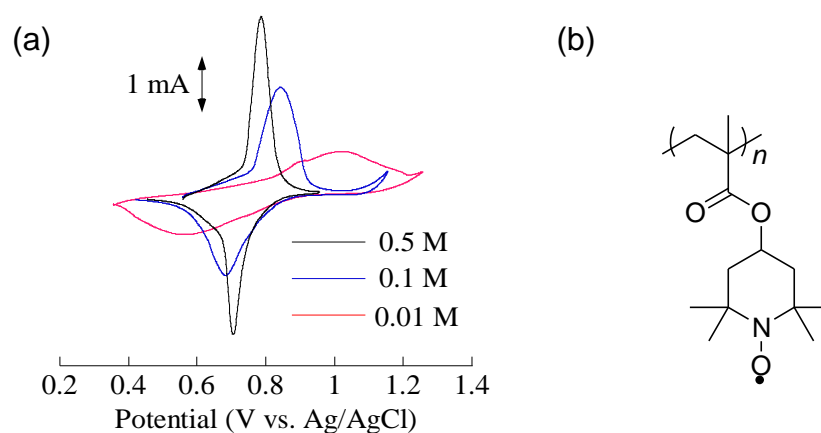 (a)
1 mA
0.5 M
0.1 M
0.01 M
0.2 0.4 0.6 0.8 1 1.2 1.4
Potential (V vs. Ag/AgCl)
(b)
n
O
O
N
O